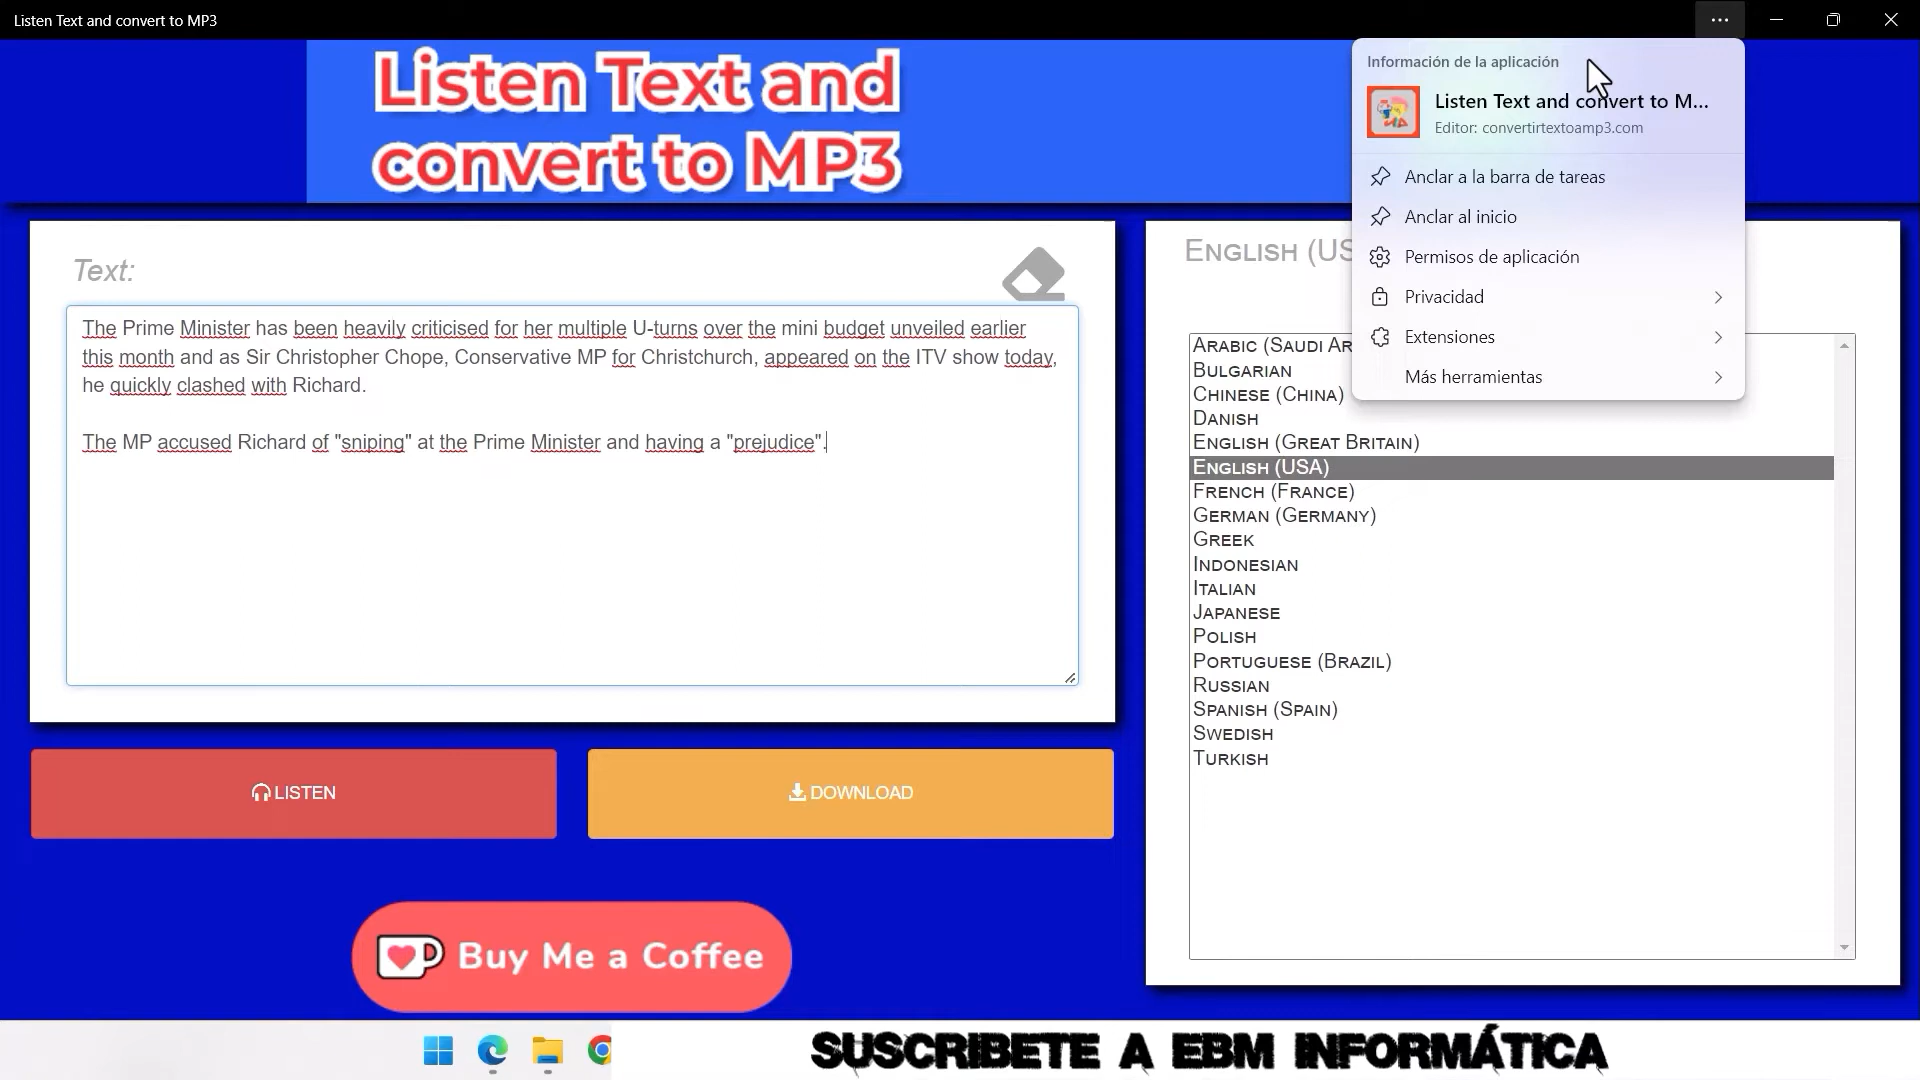 Listen Text and convert to MP3
Listen Text and
convert to MP3
Información de la aplicación
Listen Text and convert to M...
Editor: convertirtextoamp3.com
Anclar a la barra de tareas
Anclar al inicio
Permisos de aplicación
Privacidad
Extensiones
Más herramientas
Text:
The Prime Minister has been heavily criticised for her multiple U-turns over the mini budget unveiled earlier
this month and as Sir Christopher Chope, Conservative MP for Christchurch, appeared on the ITV show today,
he quickly clashed with Richard.
The MP accused Richard of "sniping" at the Prime Minister and having a "prejudice".
LISTEN
DOWNLOAD
Buy Me a Coffee
ENGLISH (US
ARABIC (SAUDI AR
BULGARIAN
CHINESE (CHINA)
DANISH
ENGLISH (GREAT BRITAIN)
ENGLISH (USA)
FRENCH (FRANCE)
GERMAN (GERMANY)
GREEK
INDONESIAN
ITALIAN
JAPANESE
POLISH
PORTUGUESE (BRAZIL)
RUSSIAN
SPANISH (SPAIN)
SWEDISH
TURKISH
SUSCRIBETE A EBM INFORMÁTICA